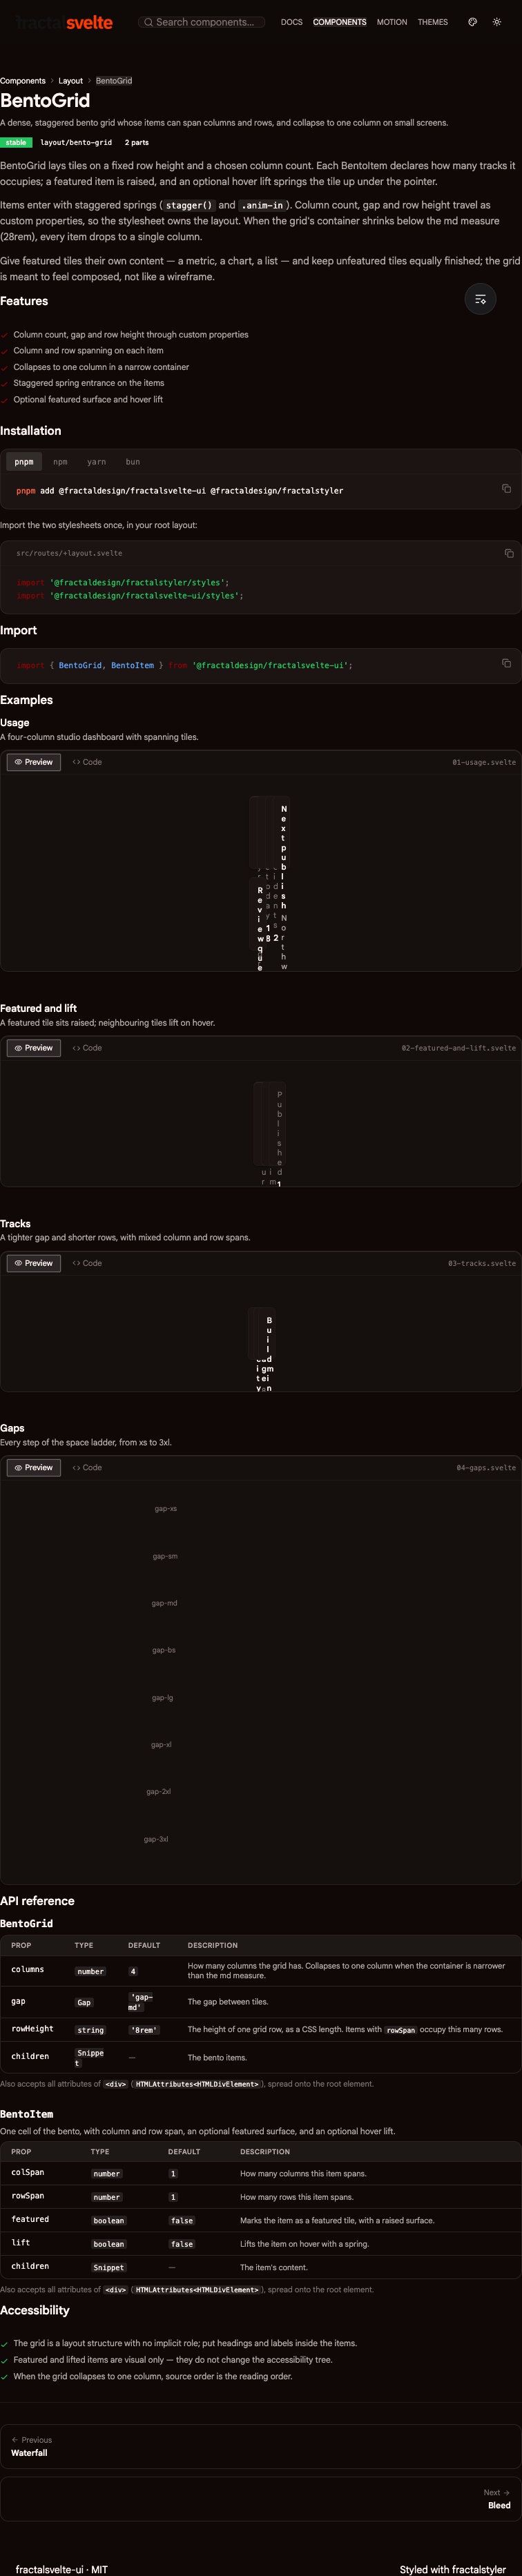 fractalsvelte
Search components...
DOCS
COMPONENTS
MOTION
THEMES
Components > Layout > BentoGrid
BentoGrid
A dense, staggered bento grid whose items can span columns and rows, and collapse to one column on small screens.
stable layout/bento-grid 2 parts
BentoGrid lays tiles on a fixed row height and a chosen column count. Each BentoItem declares how many tracks it
occupies; a featured item is raised, and an optional hover lift springs the tile up under the pointer.
Items enter with staggered springs ( stagger() and .anim-in ). Column count, gap and row height travel as
custom properties, so the stylesheet owns the layout. When the grid's container shrinks below the md measure
(28rem), every item drops to a single column.
Give featured tiles their own content — a metric, a chart, a list — and keep unfeatured tiles equally finished; the grid
is meant to feel composed, not like a wireframe.
Features
Column count, gap and row height through custom properties
Column and row spanning on each item
Collapses to one column in a narrow container
Staggered spring entrance on the items
Optional featured surface and hover lift
Installation
pnpm npm yarn bun
pnpm add @fractaldesign/fractalsvelte-ui @fractaldesign/fractalstyler
Import the two stylesheets once, in your root layout:
src/routes/+layout.svelte
import '@fractaldesign/fractalstyler/styles';
import '@fractaldesign/fractalsvelte-ui/styles';
Import
import { BentoGrid, BentoItem } from '@fractaldesign/fractalsvelte-ui';
Examples
Usage
A four-column studio dashboard with spanning tiles.
Preview Code 01-usage.svelte
Next publish
Northw
18
2
Review que
Featured and lift
A featured tile sits raised; neighbouring tiles lift on hover.
Preview Code 02-featured-and-lift.svelte
Published
1
Tracks
A tighter gap and shorter rows, with mixed column and row spans.
Preview Code 03-tracks.svelte
Build
Gaps
Every step of the space ladder, from xs to 3xl.
Preview Code 04-gaps.svelte
gap-xs
gap-sm
gap-md
gap-bs
gap-lg
gap-xl
gap-2xl
gap-3xl
API reference
BentoGrid
PROP TYPE DEFAULT DESCRIPTION
columns number 4 How many columns the grid has. Collapses to one column when the container is narrower
than the md measure.
gap Gap 'gap-
md' The gap between tiles.
rowHeight string '8rem' The height of one grid row, as a CSS length. Items with rowSpan occupy this many rows.
children Snippe
t — The bento items.
Also accepts all attributes of <div> ( HTMLAttributes<HTMLDivElement> ), spread onto the root element.
BentoItem
One cell of the bento, with column and row span, an optional featured surface, and an optional hover lift.
PROP TYPE DEFAULT DESCRIPTION
colSpan number 1 How many columns this item spans.
rowSpan number 1 How many rows this item spans.
featured boolean false Marks the item as a featured tile, with a raised surface.
lift boolean false Lifts the item on hover with a spring.
children Snippet — The item's content.
Also accepts all attributes of <div> ( HTMLAttributes<HTMLDivElement> ), spread onto the root element.
Accessibility
The grid is a layout structure with no implicit role; put headings and labels inside the items.
Featured and lifted items are visual only — they do not change the accessibility tree.
When the grid collapses to one column, source order is the reading order.
← Previous
Waterfall
Next →
Bleed
fractalsvelte-ui · MIT
Styled with fractalstyler